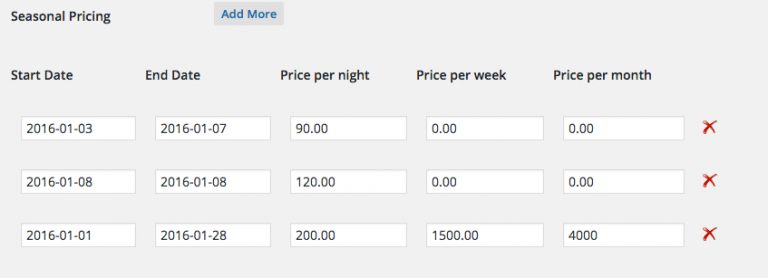 Seasonal Pricing Add More
Start Date End Date Price per night Price per week Price per month
2016-01-03 2016-01-07 90.00 0.00 0.00
2016-01-08 2016-01-08 120.00 0.00 0.00
2016-01-01 2016-01-28 200.00 1500.00 4000